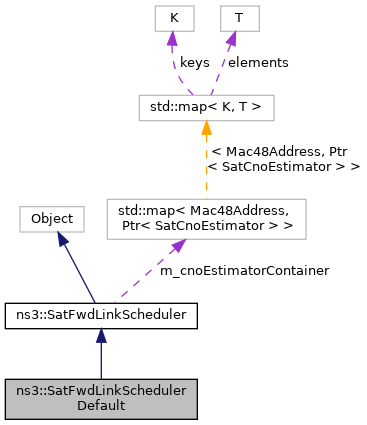 K
T
keys
elements
std::map< K, T >
< Mac48Address, Ptr
< SatCnoEstimator > >
Object
std::map< Mac48Address,
Ptr< SatCnoEstimator > >
m_cnoEstimatorContainer
ns3::SatFwdLinkScheduler
ns3::SatFwdLinkScheduler
Default